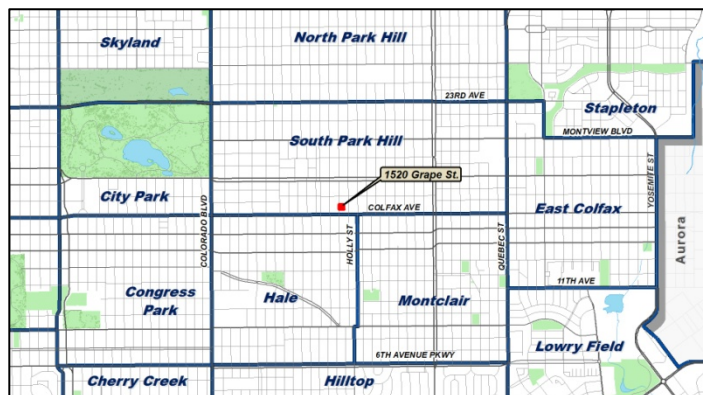 Skyland
North Park Hill
23RD AVE
Stapleton
MONTVIEW BLVD
South Park Hill
1520 Grape St.
City Park
COLFAX AVE
East Colfax
YOSEMITE ST
COLORADO BLVD
HOLLY ST
QUEBEC ST
Aurora
Congress
Park
Hale
Montclair
11TH AVE
Lowry Field
6TH AVENUE PKWY
Cherry Creek
Hilltop